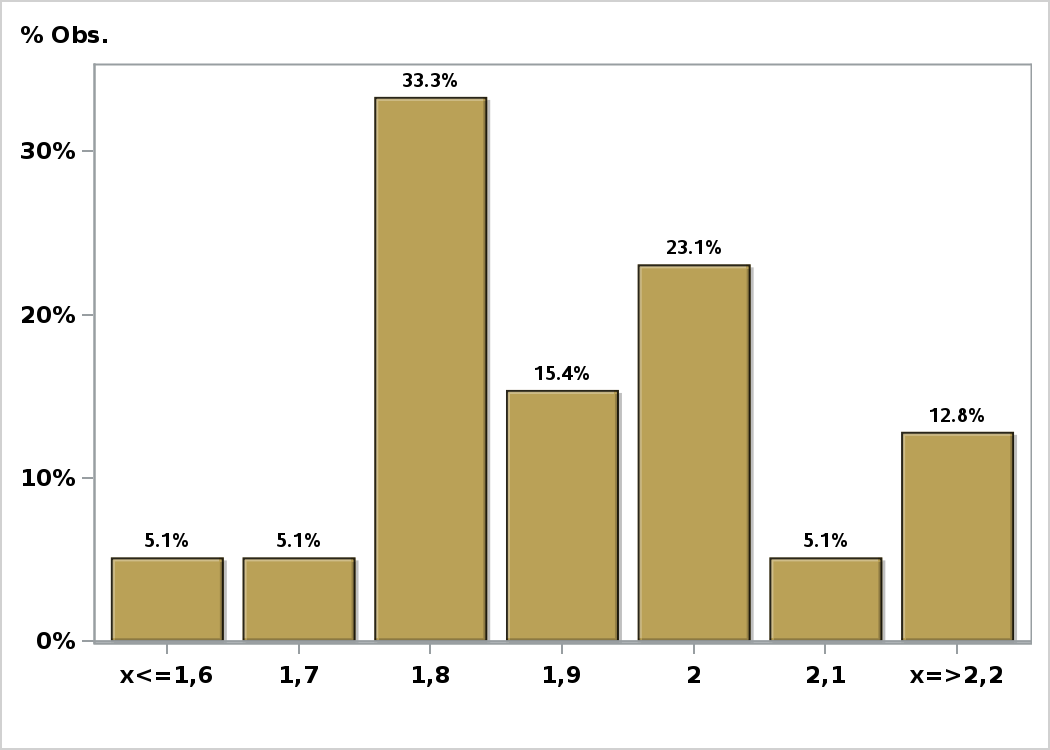 % Obs.
33.3%
30%
23.1%
20%
15.4%
12.8%
10%
5.1% 5.1% 5.1%
0%
x<=1,6 1,7 1,8 1,9 2 2,1 x=>2,2